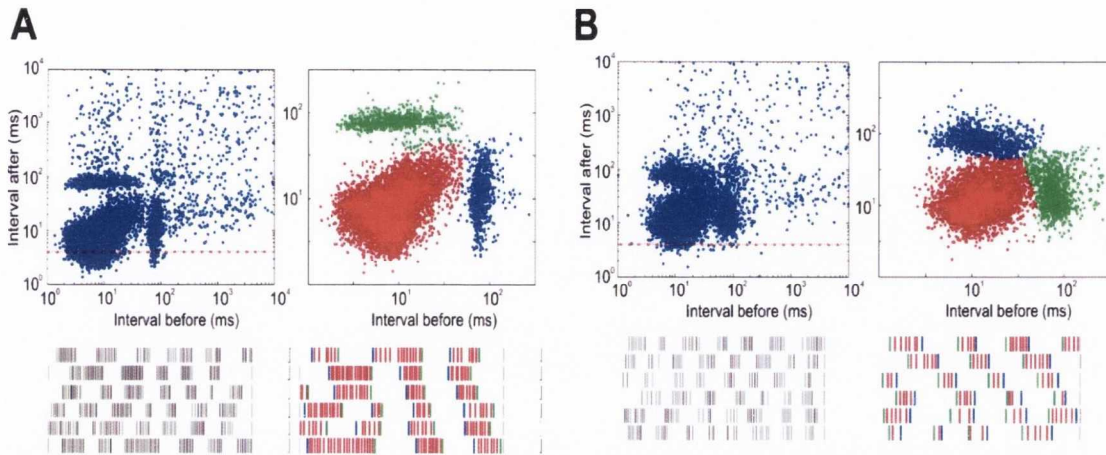 A
B
10⁴
10³
10²
10¹
10⁰
Interval after (ms)
10⁰ 10¹ 10² 10³ 10⁴
Interval before (ms)
10²
10¹
10¹ 10²
Interval before (ms)
10⁴
10³
10²
10¹
10⁰
Interval after (ms)
10⁰ 10¹ 10² 10³ 10⁴
Interval before (ms)
10²
10¹
10¹ 10²
Interval before (ms)